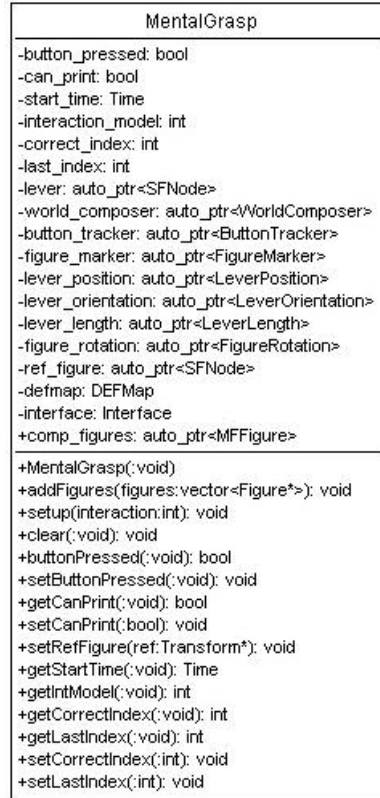 MentalGrasp
-button_pressed: bool
-can_print: bool
-start_time: Time
-interaction_model: int
-correct_index: int
-last_index: int
-lever: auto_ptr<SFNode>
-world_composer: auto_ptr<WorldComposer>
-button_tracker: auto_ptr<ButtonTracker>
-figure_marker: auto_ptr<FigureMarker>
-lever_position: auto_ptr<LeverPosition>
-lever_orientation: auto_ptr<LeverOrientation>
-lever_length: auto_ptr<LeverLength>
-figure_rotation: auto_ptr<FigureRotation>
-ref_figure: auto_ptr<SFNode>
-defmap: DEFMap
-interface: Interface
+comp_figures: auto_ptr<MFFigure>
+MentalGrasp(:void)
+addFigures(figures:vector<Figure*>): void
+setup(interaction:int): void
+clear(:void): void
+buttonPressed(:void): bool
+setButtonPressed(:void): void
+getCanPrint(:void): bool
+setCanPrint(:bool): void
+setRefFigure(ref:Transform*): void
+getStartTime(:void): Time
+getIntModel(:void): int
+getCorrectIndex(:void): int
+getLastIndex(:void): int
+setCorrectIndex(:int): void
+setLastIndex(:int): void